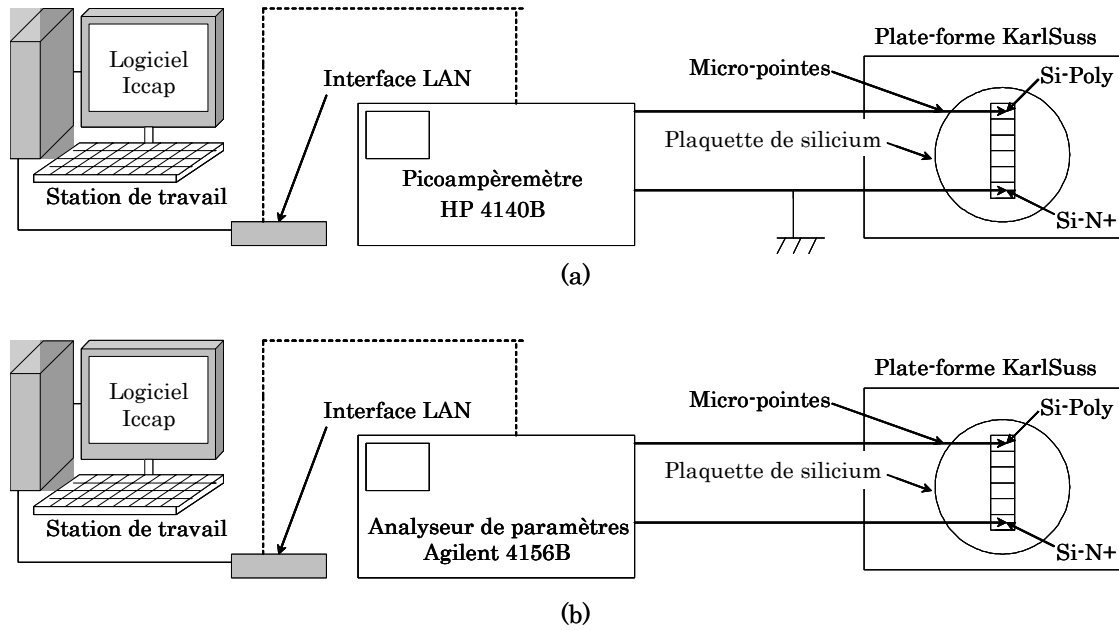 Plate-forme KarlSuss
Logiciel
Iccap
Interface LAN
Micro-pointes
Si-Poly
Plaquette de silicium
Picoampèremètre
HP 4140B
Station de travail
Si-N+
(a)
Plate-forme KarlSuss
Logiciel
Iccap
Interface LAN
Micro-pointes
Si-Poly
Plaquette de silicium
Analyseur de paramètres
Agilent 4156B
Station de travail
Si-N+
(b)